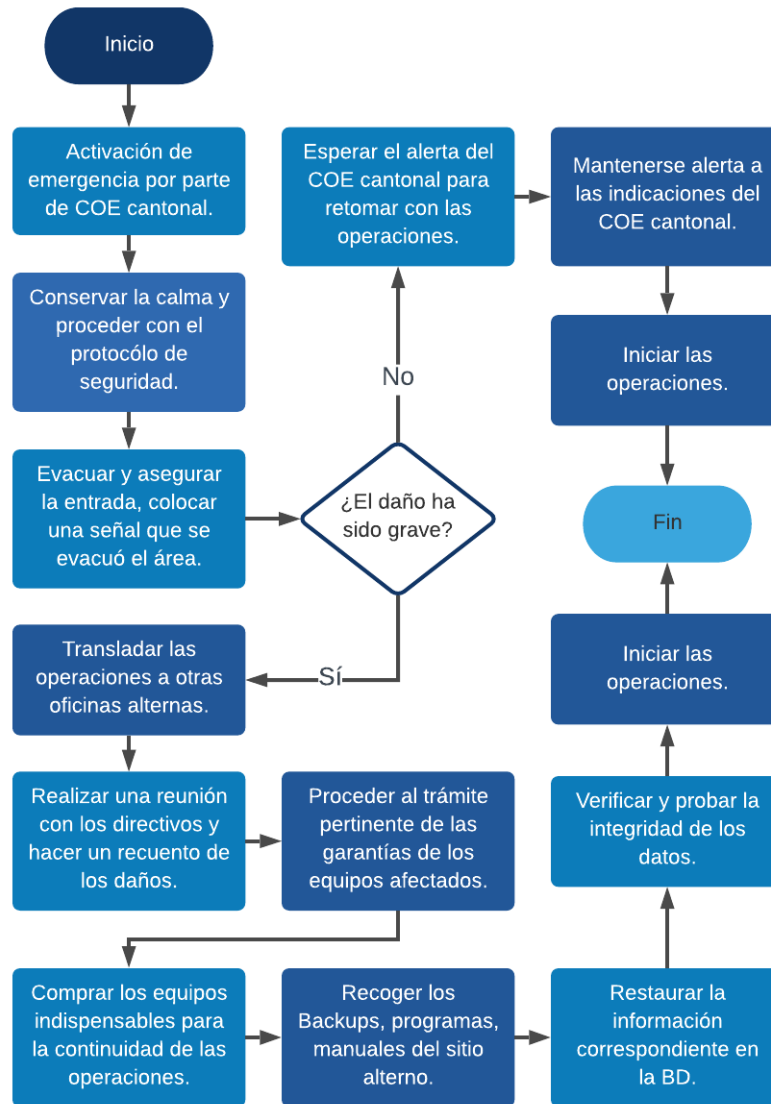 Inicio
Activación de
emergencia por parte
de COE cantonal.
Conservar la calma y
proceder con el
protocólo de
seguridad.
Evacuar y asegurar
la entrada, colocar
una señal que se
evacuó el área.
¿El daño ha
sido grave?
No
Esperar el alerta del
COE cantonal para
retomar con las
operaciones.
Mantenerse alerta a
las indicaciones del
COE cantonal.
Iniciar las
operaciones.
Fin
Sí
Transladar las
operaciones a otras
oficinas alternas.
Realizar una reunión
con los directivos y
hacer un recuento de
los daños.
Proceder al trámite
pertinente de las
garantías de los
equipos afectados.
Comprar los equipos
indispensables para
la continuidad de las
operaciones.
Recoger los
Backups, programas,
manuales del sitio
alterno.
Restaurar la
información
correspondiente en
la BD.
Verificar y probar la
integridad de los
datos.
Iniciar las
operaciones.